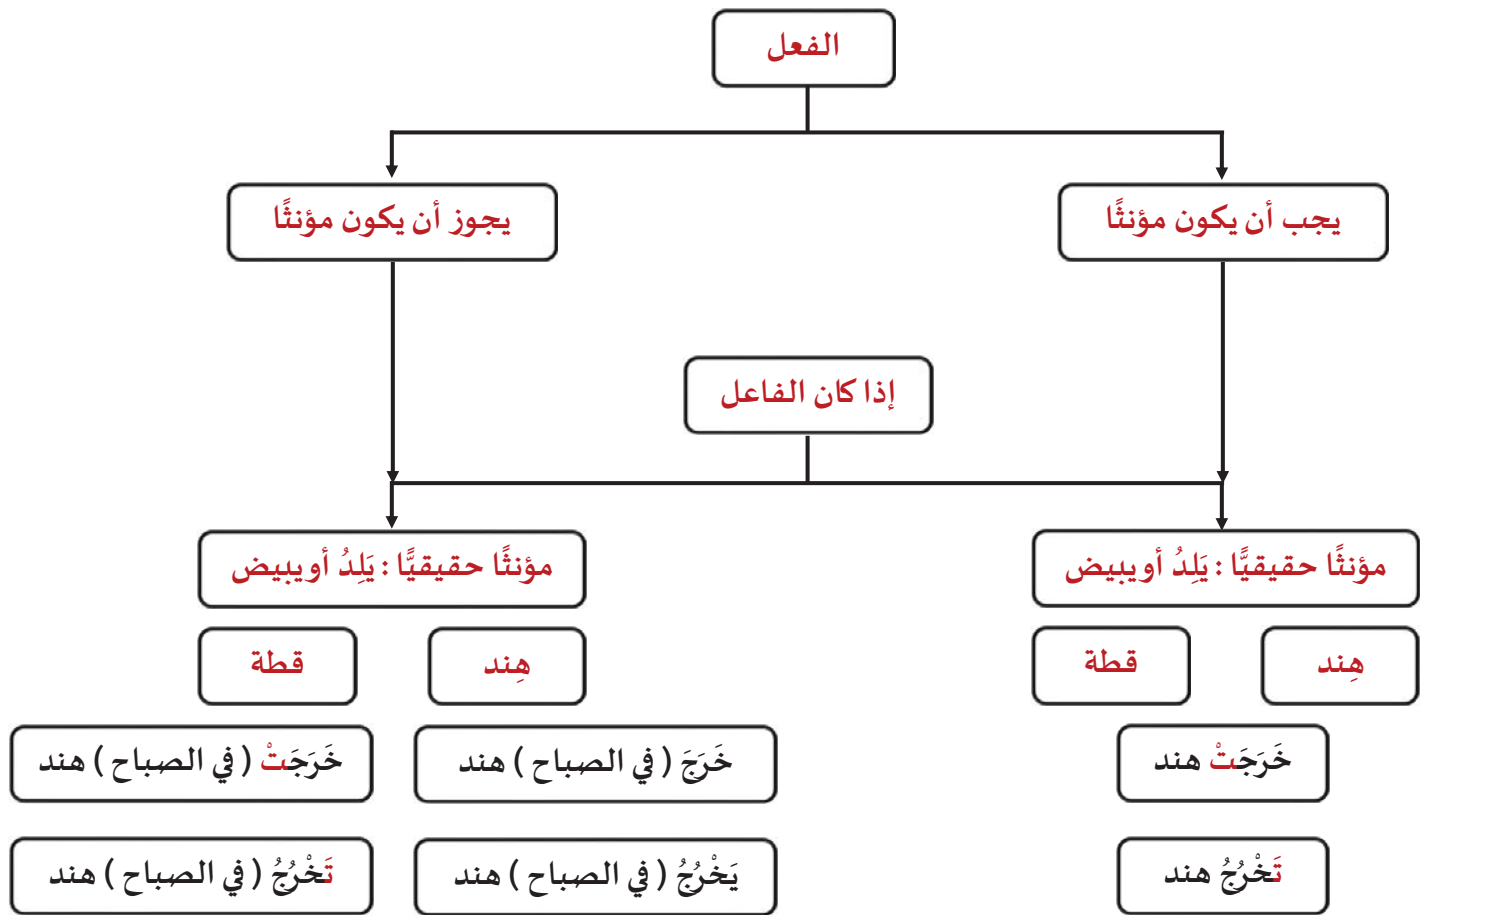 الفعل
يجب أن يكون مؤنثًا
يجوز أن يكون مؤنثًا
إذا كان الفاعل
مؤنثًا حقيقيًّا : يَلِدُ أو يبيض
مؤنثًا حقيقيًّا : يَلِدُ أو يبيض
هِند
قطة
هِند
قطة
خَرَجَتْ هند
خَرَجَ ( في الصباح ) هند
خَرَجَتْ ( في الصباح ) هند
تَخْرُجُ هند
يَخْرُجُ ( في الصباح ) هند
تَخْرُجُ ( في الصباح ) هند